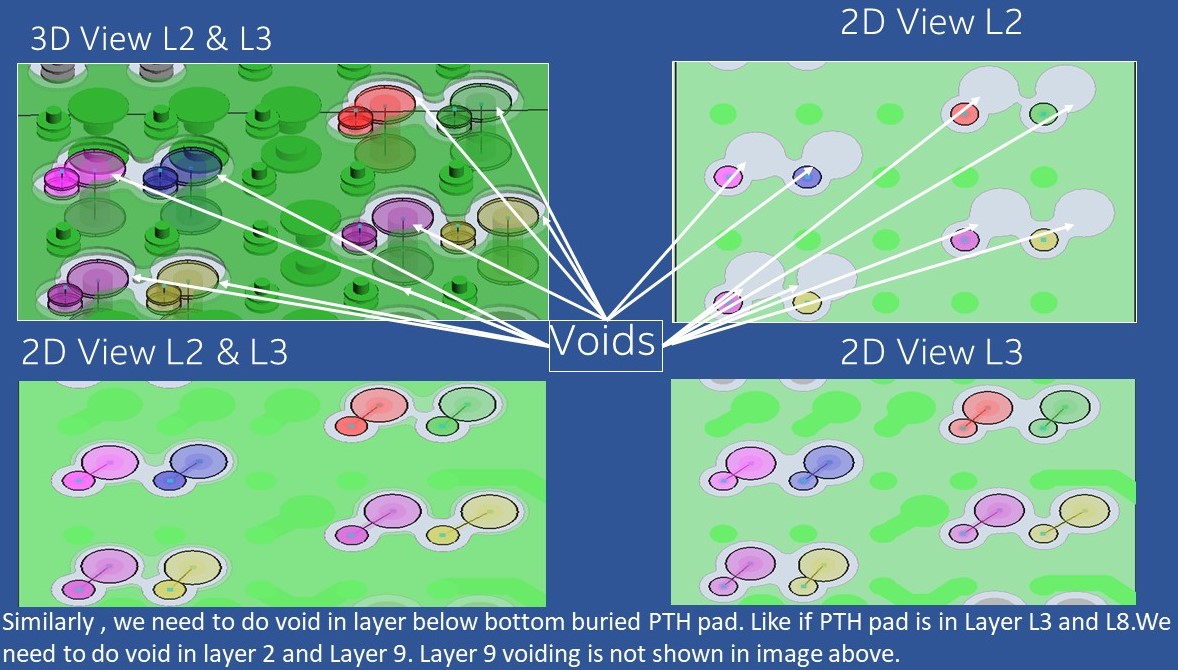 3D View L2 & L3
2D View L2
Voids
2D View L2 & L3
2D View L3
Similarly , we need to do void in layer below bottom buried PTH pad. Like if PTH pad is in Layer L3 and L8.We
need to do void in layer 2 and Layer 9. Layer 9 voiding is not shown in image above.